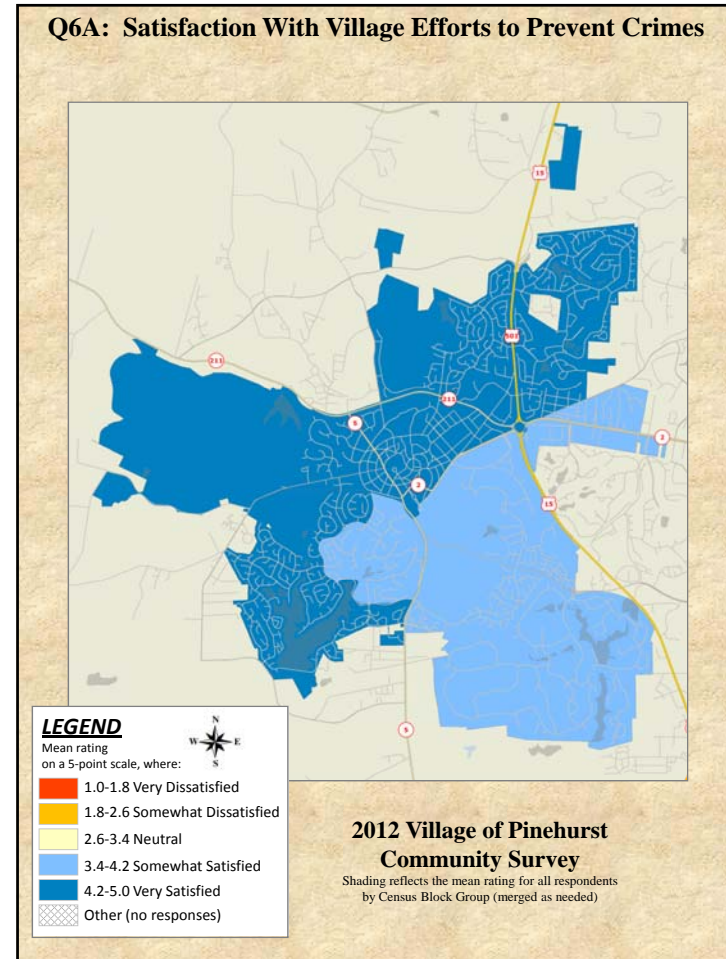 Q6A: Satisfaction With Village Efforts to Prevent Crimes
15
501
211
211
5
2
2
15
5
LEGEND
Mean rating
on a 5-point scale, where:
N
W E
S
1.0-1.8 Very Dissatisfied
1.8-2.6 Somewhat Dissatisfied
2.6-3.4 Neutral
3.4-4.2 Somewhat Satisfied
4.2-5.0 Very Satisfied
Other (no responses)
2012 Village of Pinehurst
Community Survey
Shading reflects the mean rating for all respondents
by Census Block Group (merged as needed)